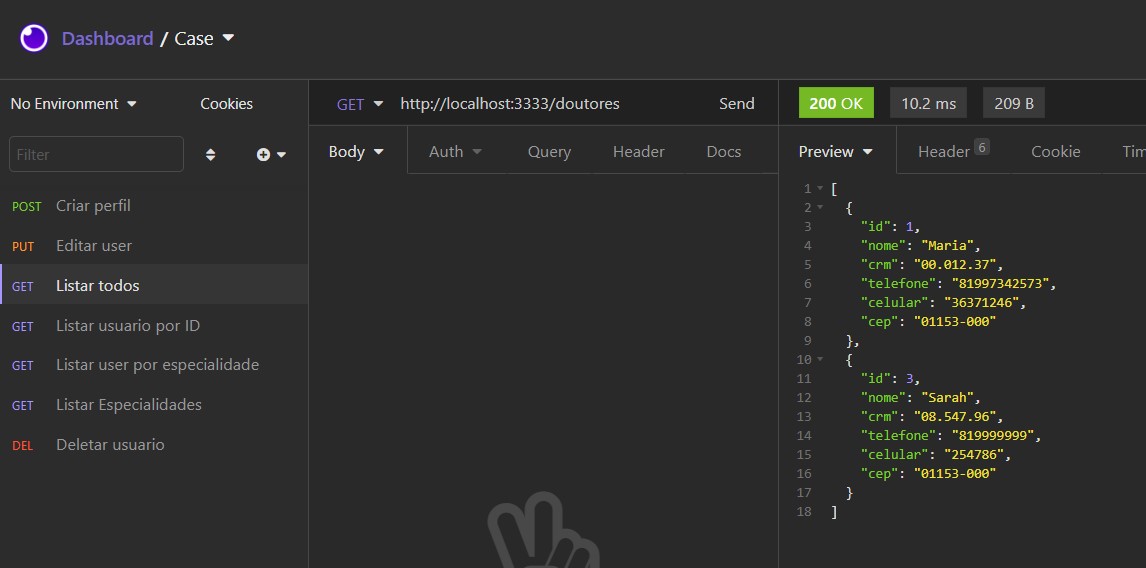 Dashboard / Case
No Environment
Cookies
Filter
POST Criar perfil
PUT Editar user
GET Listar todos
GET Listar usuario por ID
GET Listar user por especialidade
GET Listar Especialidades
DEL Deletar usuario
GET http://localhost:3333/doutores Send
Body Auth Query Header Docs
200 OK 10.2 ms 209 B
Preview Header 6 Cookie Tim
1 [
2 {
3 "id": 1,
4 "nome": "Maria",
5 "crm": "00.012.37",
6 "telefone": "81997342573",
7 "celular": "36371246",
8 "cep": "01153-000"
9 },
10 {
11 "id": 3,
12 "nome": "Sarah",
13 "crm": "08.547.96",
14 "telefone": "819999999",
15 "celular": "254786",
16 "cep": "01153-000"
17 }
18 ]